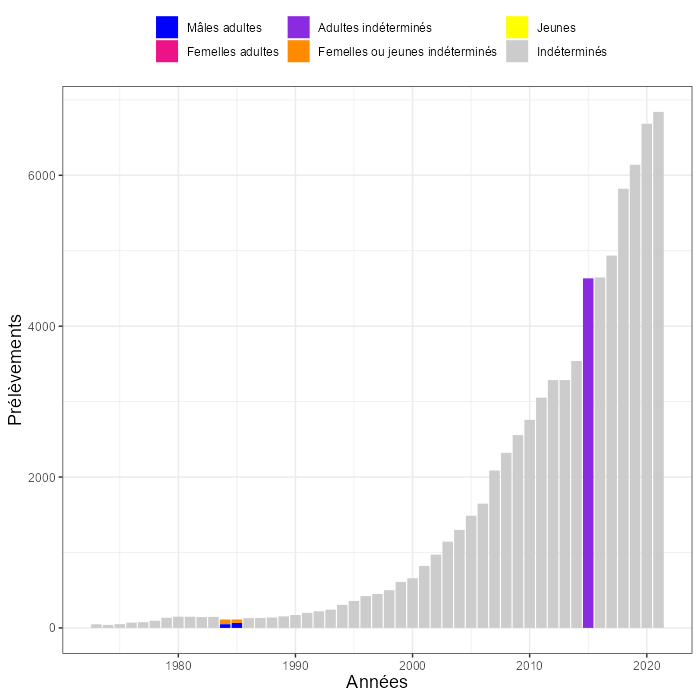 Mâles adultes Adultes indéterminés Jeunes
Femelles adultes Femelles ou jeunes indéterminés Indéterminés
Prélèvements
6000
4000
2000
0
1980 1990 2000 2010 2020
Années